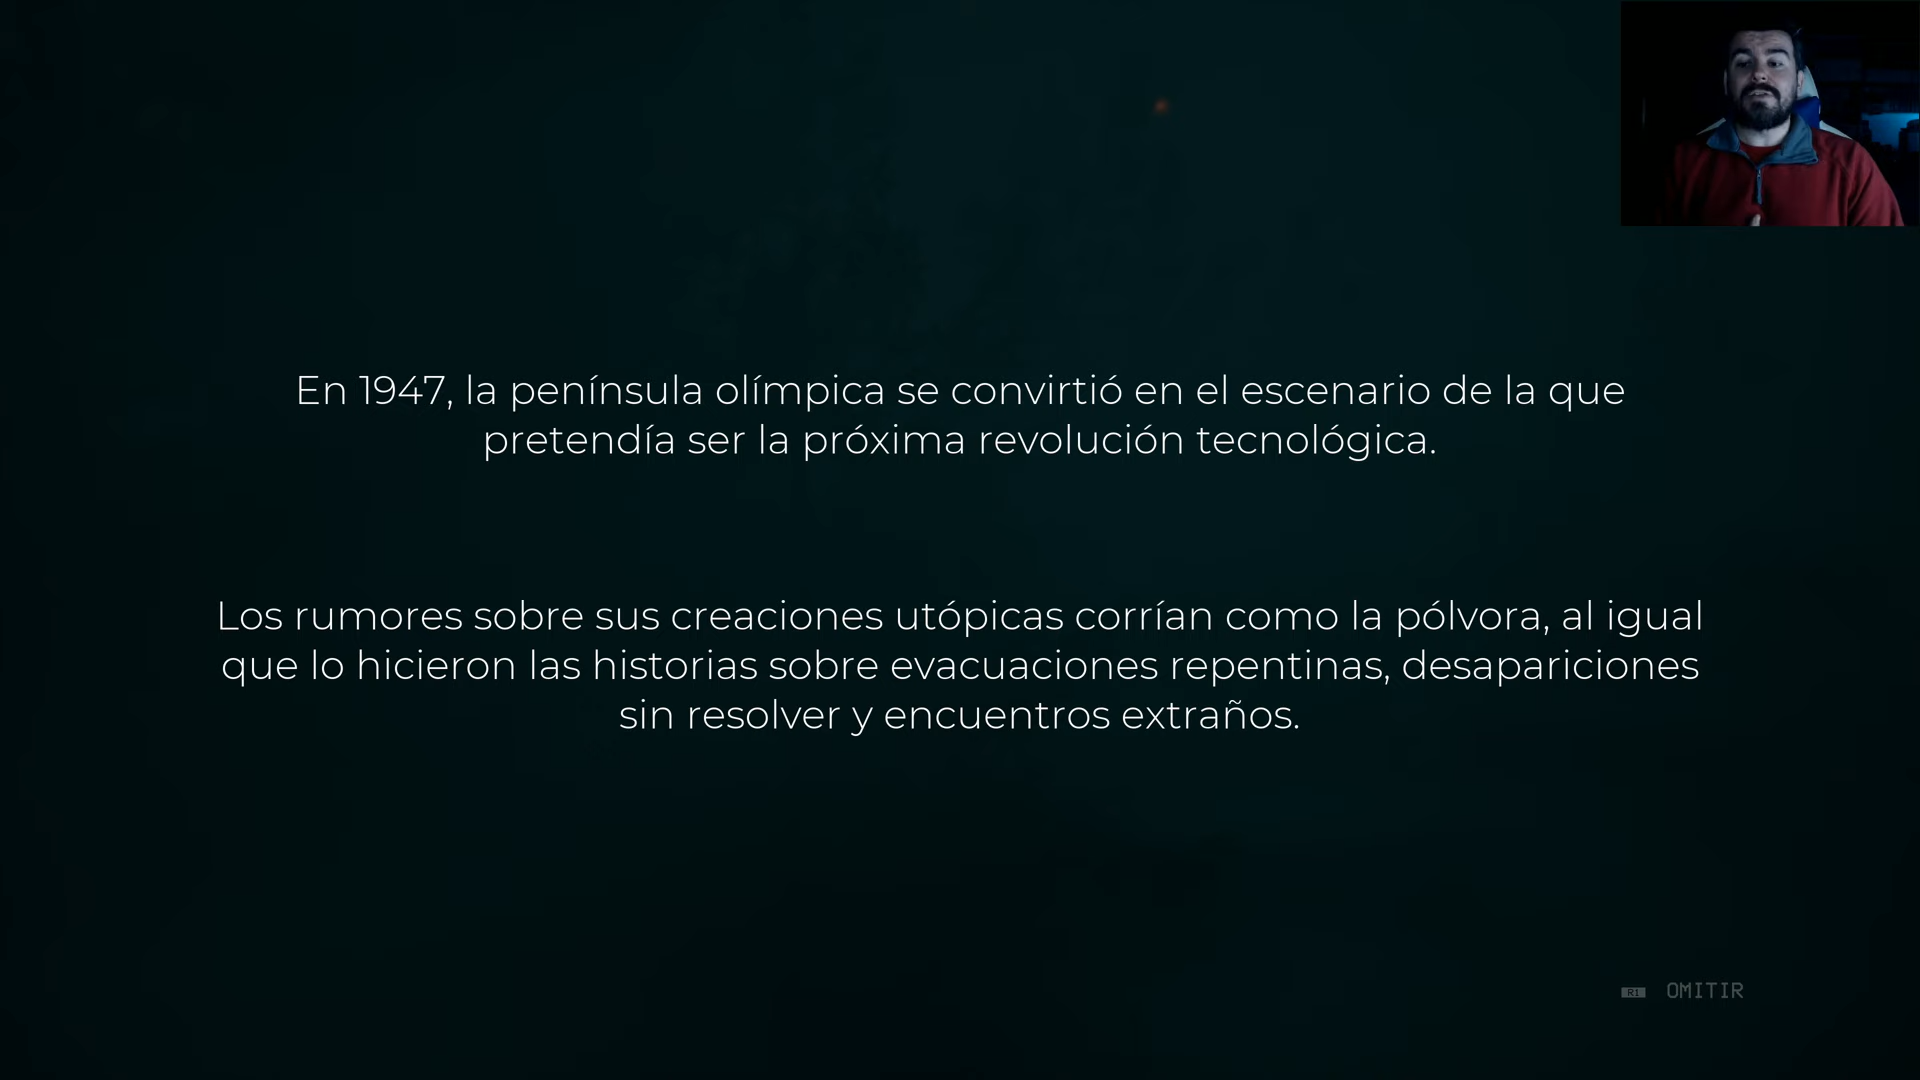 En 1947, la península olímpica se convirtió en el escenario de la que
pretendía ser la próxima revolución tecnológica.
Los rumores sobre sus creaciones utópicas corrían como la pólvora, al igual
que lo hicieron las historias sobre evacuaciones repentinas, desapariciones
sin resolver y encuentros extraños.
R1 OMITIR